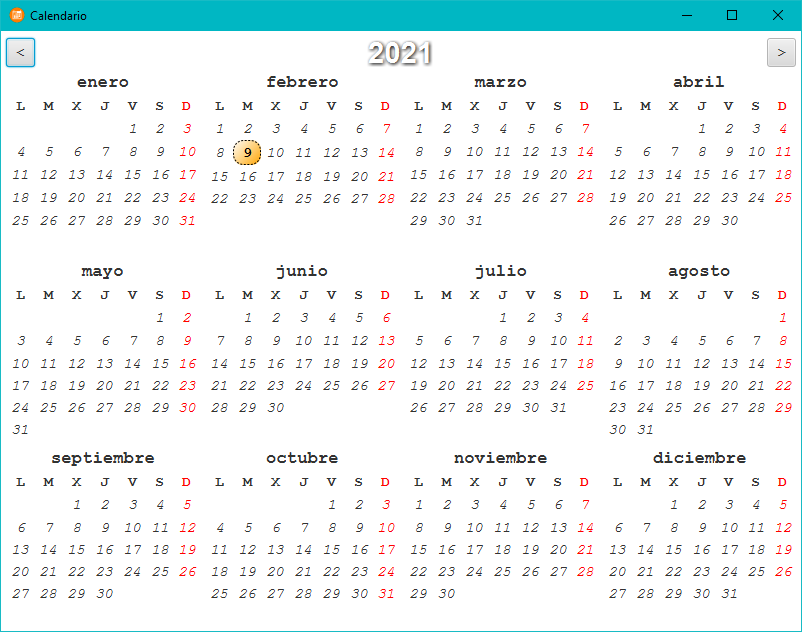 Calendario
< 2021 >
enero febrero marzo abril
L M X J V S D L M X J V S D L M X J V S D L M X J V S D
1 2 3 1 2 3 4 5 6 7 1 2 3 4 5 6 7 1 2 3 4
4 5 6 7 8 9 10 8 9 10 11 12 13 14 8 9 10 11 12 13 14 5 6 7 8 9 10 11
11 12 13 14 15 16 17 15 16 17 18 19 20 21 15 16 17 18 19 20 21 12 13 14 15 16 17 18
18 19 20 21 22 23 24 22 23 24 25 26 27 28 22 23 24 25 26 27 28 19 20 21 22 23 24 25
25 26 27 28 29 30 31 29 30 31 26 27 28 29 30
mayo junio julio agosto
L M X J V S D L M X J V S D L M X J V S D L M X J V S D
1 2 1 2 3 4 5 6 1 2 3 4 1
3 4 5 6 7 8 9 7 8 9 10 11 12 13 5 6 7 8 9 10 11 2 3 4 5 6 7 8
10 11 12 13 14 15 16 14 15 16 17 18 19 20 12 13 14 15 16 17 18 9 10 11 12 13 14 15
17 18 19 20 21 22 23 21 22 23 24 25 26 27 19 20 21 22 23 24 25 16 17 18 19 20 21 22
24 25 26 27 28 29 30 28 29 30 26 27 28 29 30 31 23 24 25 26 27 28 29
31 30 31
septiembre octubre noviembre diciembre
L M X J V S D L M X J V S D L M X J V S D L M X J V S D
1 2 3 4 5 1 2 3 1 2 3 4 5 6 7 1 2 3 4 5
6 7 8 9 10 11 12 4 5 6 7 8 9 10 8 9 10 11 12 13 14 6 7 8 9 10 11 12
13 14 15 16 17 18 19 11 12 13 14 15 16 17 15 16 17 18 19 20 21 13 14 15 16 17 18 19
20 21 22 23 24 25 26 18 19 20 21 22 23 24 22 23 24 25 26 27 28 20 21 22 23 24 25 26
27 28 29 30 25 26 27 28 29 30 31 29 30 27 28 29 30 31